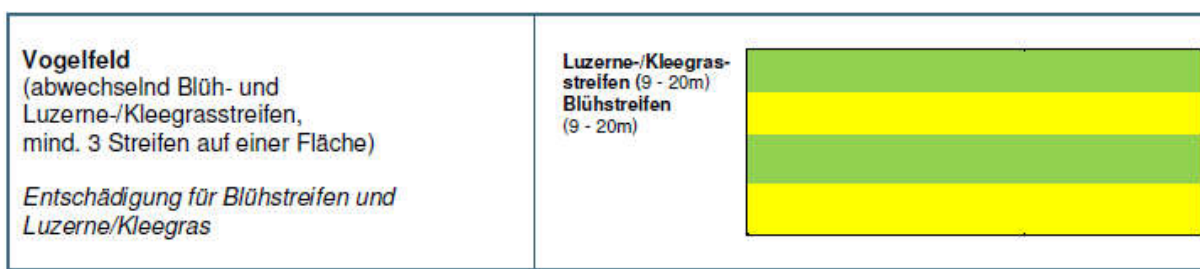 Vogelfeld
(abwechselnd Blüh- und
Luzerne-/Kleegrasstreifen,
mind. 3 Streifen auf einer Fläche)
Entschädigung für Blühstreifen und
Luzerne/Kleegras
Luzerne-/Kleegras-
streifen (9 - 20m)
Blühstreifen
(9 - 20m)